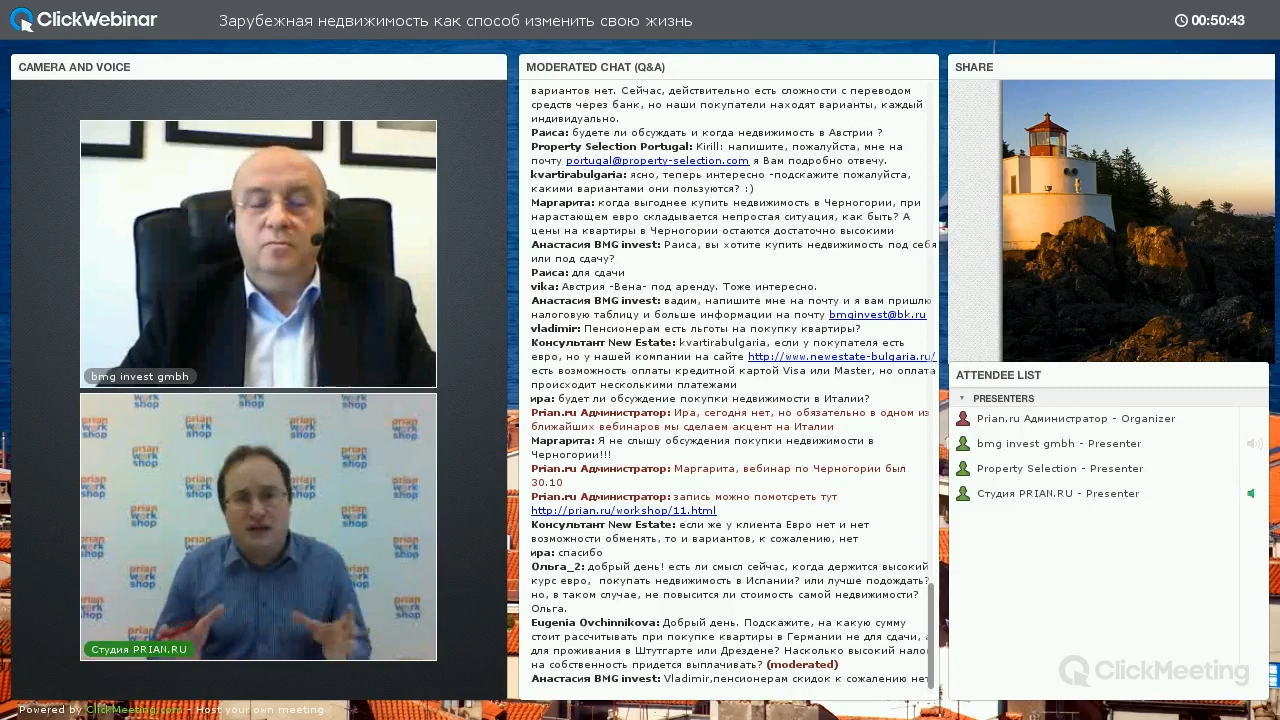 ClickWebinar
Зарубежная недвижимость как способ изменить свою жизнь
00:50:43
CAMERA AND VOICE
bmg invest gmbh
prian work shop
Студия PRIAN.RU
MODERATED CHAT (Q&A)
вариантов нет. Сейчас, действительно есть сложности с переводом
средств через банк, но наши покупатели находят варианты, каждый
индивидуально.
Раиса: будете ли обсуждать и когда недвижимость в Австрии ?
Property Selection Portugal: Kirill: напишите, пожалуйста, мне на
почту portugal@property-selection.com я Вам подробно отвечу.
kvartirabulgaria: ясно, теперь интересно -подскажите пожалуйста,
какими вариантами они пользуются? :)
Маргарита: когда выгоднее купить недвижимость в Черногории, при
нарастающем евро складывается непростая ситуация, как быть? А
цены на квартиры в Черногории остаются достаточно высокими
Анастасия BMG invest: Раиса, вы хотите купить недвижимость под себя
или под сдачу?
Раиса: для сдачи
vika: Австрия -Вена- под аренду. Тоже интересно.
Анастасия BMG invest: вадим, напишите мне на почту и я вам пришлю
налоговую таблицу и больше информации на почту bmginvest@bk.ru
vladimir: Пенсионерам есть льготы на покупку квартиры?
Консультант New Estate: kvartirabulgaria, если у покупателя есть
евро, но у нашей компании на сайте http://www.newestate-bulgaria.ru/
есть возможность оплаты кредитной картой Visa или Master, но оплата
происходит несколькими платежами
ира: будет ли обсуждение покупки недвижимости в Итаии?
Prian.ru Администратор: Ира, сегодня нет, но обязательно в одном из
ближайших вебинаров мы сделаем акцент на Италии
Маргарита: Я не слышу обсуждения покупки недвижимости в
Черногории!!!
Prian.ru Администратор: Маргарита, вебинар по Черногории был
30.10
Prian.ru Администратор: запись можно помотсреть тут
http://prian.ru/workshop/11.html
Консультант New Estate: если же у клиента Евро нет и нет
возможности обменять, то и вариантов, к сожалению, нет
ира: спасибо
Ольга_2: добрый день! есть ли смысл сейчас, когда держится высокий
курс евро, покупать недвижимость в Испании? или лучше подождать?
но, в таком случае, не повысится ли стоимость самой недвижимости?
Ольга.
Eugenia Ovchinnikova: Добрый день. Подскажите, на какую сумму
стоит рассчитывать при покупке квартиры в Германии не для сдачи, а
для проживания в Штутгарте или Дрездене? Насколько высокий налог
на собственность придется выплачивать? (moderated)
Анастасия BMG invest: Vladimir,пенсионерам скидок к сожалению нет
SHARE
ATTENDEE LIST
PRESENTERS
Prian.ru Администратор - Organizer
bmg invest gmbh - Presenter
Property Selection - Presenter
Студия PRIAN.RU - Presenter
ClickMeeting
Powered by ClickMeeting.com - Host your own meeting